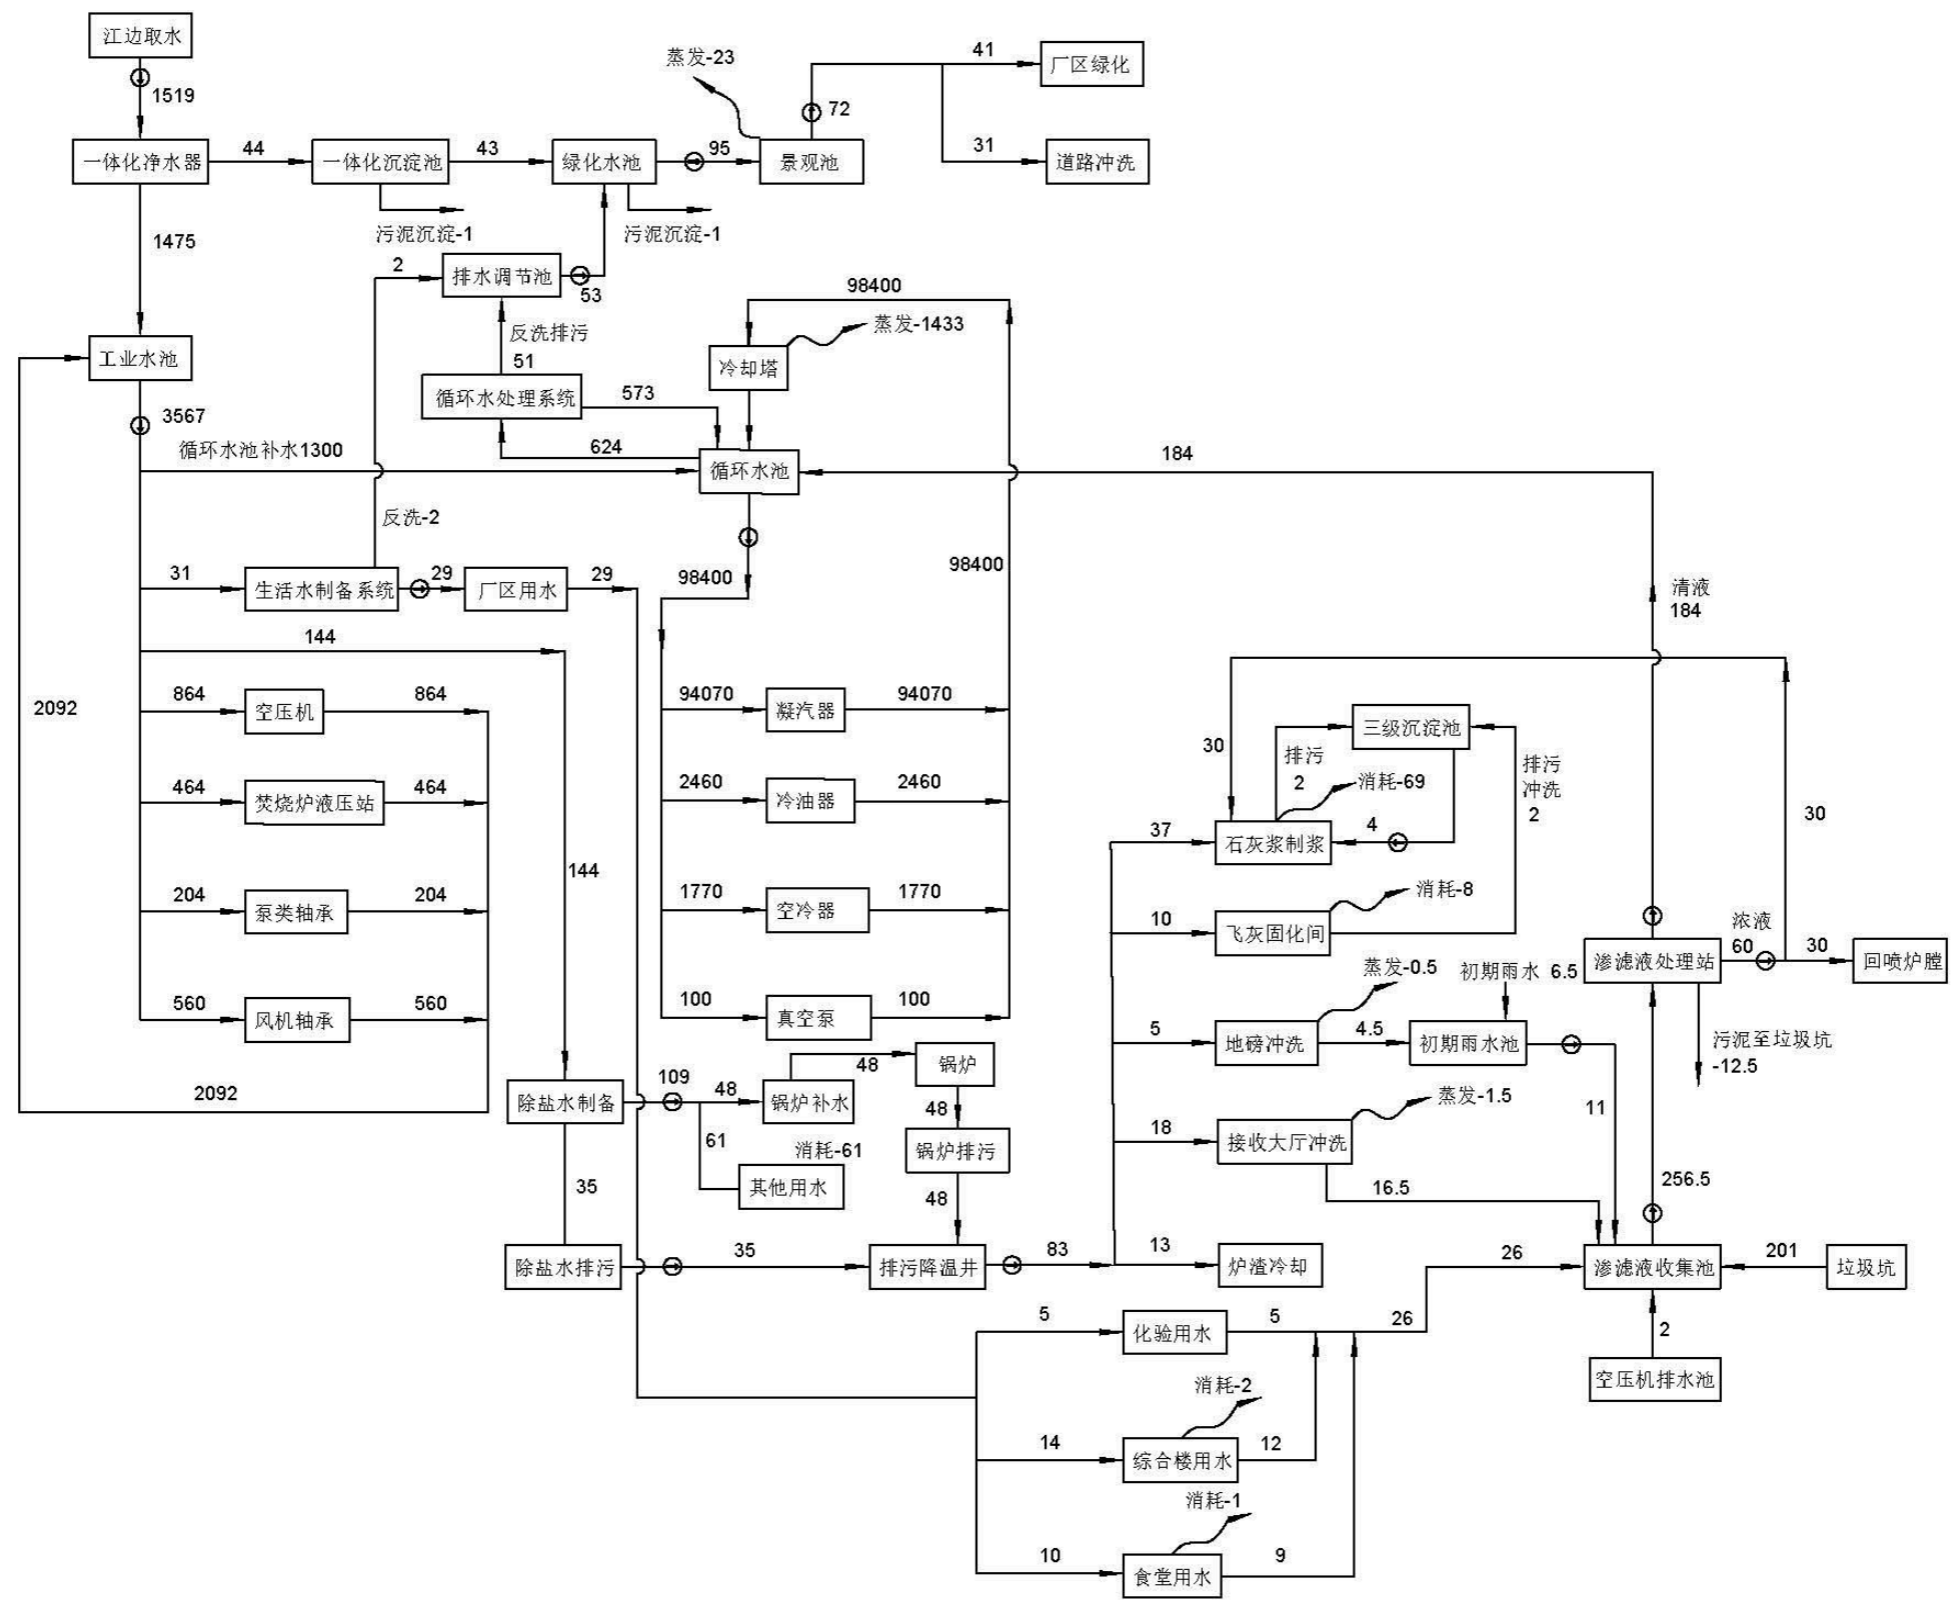 江边取水
1519
一体化净水器
44
一体化沉淀池
43
绿化水池
95
景观池
蒸发-23
72
41
厂区绿化
31
道路冲洗
污泥沉淀-1
污泥沉淀-1
1475
2
排水调节池
53
反洗排污
51
98400
蒸发-1433
冷却塔
工业水池
循环水处理系统
573
3567
624
循环水池补水1300
循环水池
184
反洗-2
98400
98400
31
生活水制备系统
29
厂区用水
29
清液
184
144
2092
864
空压机
864
94070
凝汽器
94070
464
焚烧炉液压站
464
2460
冷油器
2460
204
泵类轴承
204
1770
空冷器
1770
560
风机轴承
560
100
真空泵
100
144
2092
30
三级沉淀池
排污
2
消耗-69
排污
冲洗
2
30
37
石灰浆制浆
4
10
飞灰固化间
消耗-8
浓液
60
渗滤液处理站
30
回喷炉膛
蒸发-0.5
初期雨水 6.5
5
地磅冲洗
4.5
初期雨水池
污泥至垃圾坑
-12.5
11
蒸发-1.5
18
接收大厅冲洗
16.5
256.5
除盐水制备
109
48
锅炉补水
48
锅炉
48
锅炉排污
48
61
消耗-61
其他用水
35
除盐水排污
35
排污降温井
83
13
炉渣冷却
26
渗滤液收集池
201
垃圾坑
2
空压机排水池
5
化验用水
5
26
消耗-2
14
综合楼用水
12
消耗-1
10
食堂用水
9